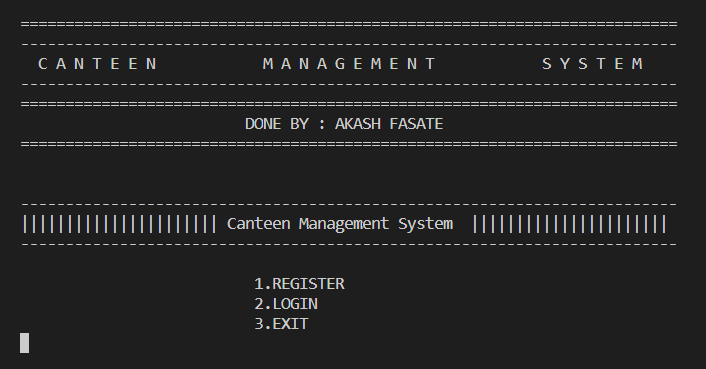 =========================================================================
-------------------------------------------------------------------------
C A N T E E N            M A N A G E M E N T            S Y S T E M
-------------------------------------------------------------------------
=========================================================================
DONE BY : AKASH FASATE
=========================================================================
-------------------------------------------------------------------------
|||||||||||||||||||||| Canteen Management System  ||||||||||||||||||||||
-------------------------------------------------------------------------
1.REGISTER
2.LOGIN
3.EXIT